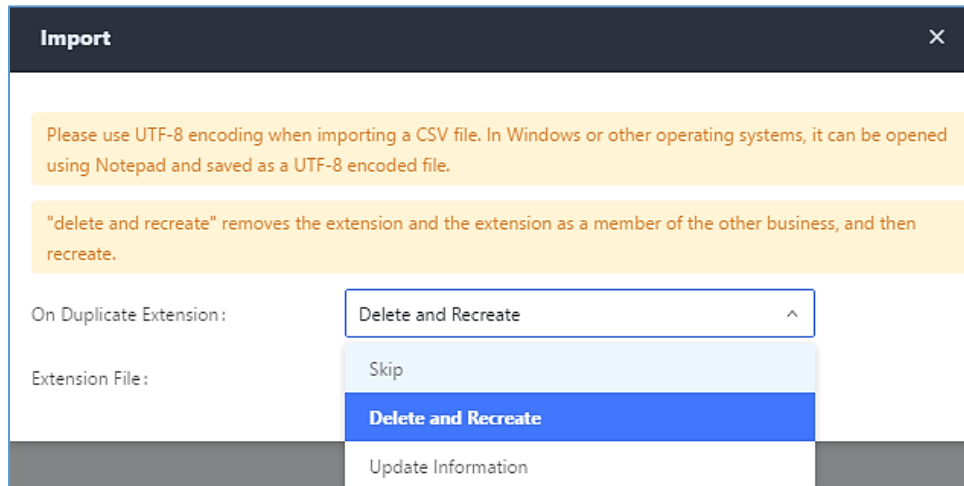 Import
Please use UTF-8 encoding when importing a CSV file. In Windows or other operating systems, it can be opened
using Notepad and saved as a UTF-8 encoded file.
"delete and recreate" removes the extension and the extension as a member of the other business, and then
recreate.
On Duplicate Extension:
Delete and Recreate
Skip
Extension File:
Delete and Recreate
Update Information